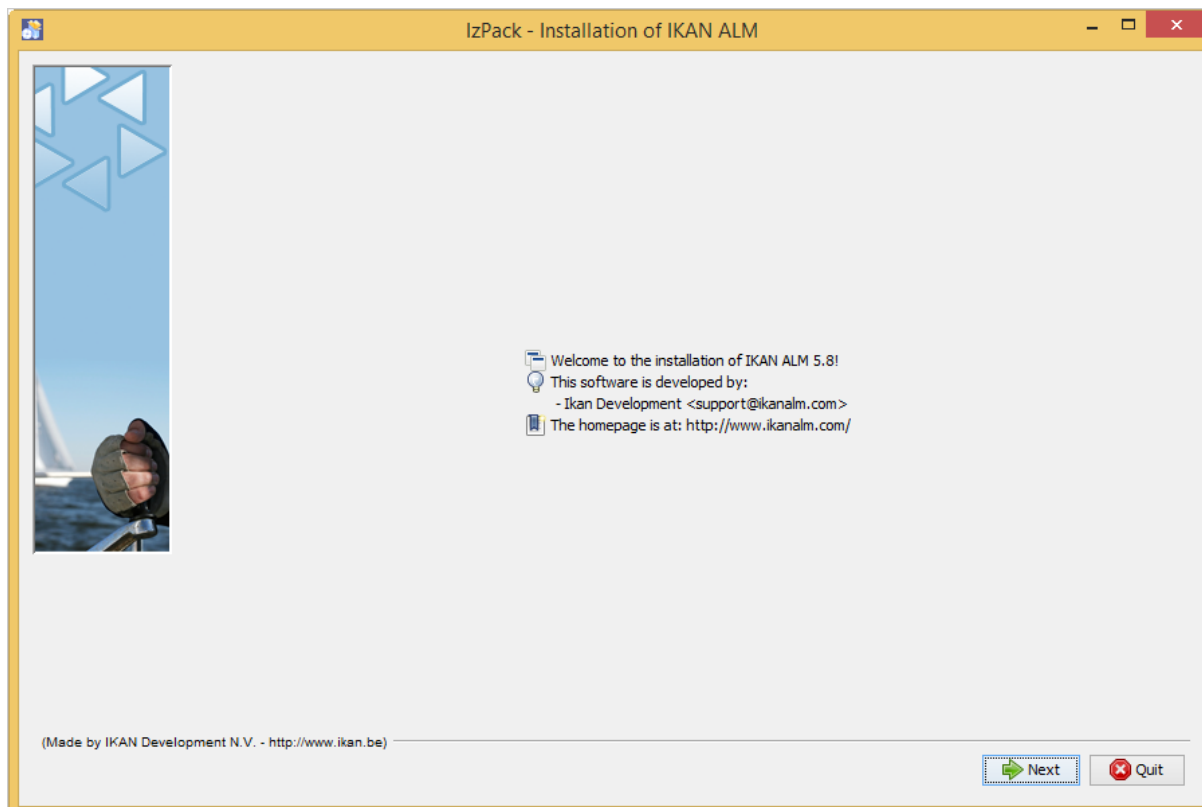 IzPack - Installation of IKAN ALM
Welcome to the installation of IKAN ALM 5.8!
This software is developed by:
- Ikan Development <support@ikanalm.com>
The homepage is at: http://www.ikanalm.com/
(Made by IKAN Development N.V. - http://www.ikan.be)
Next
Quit